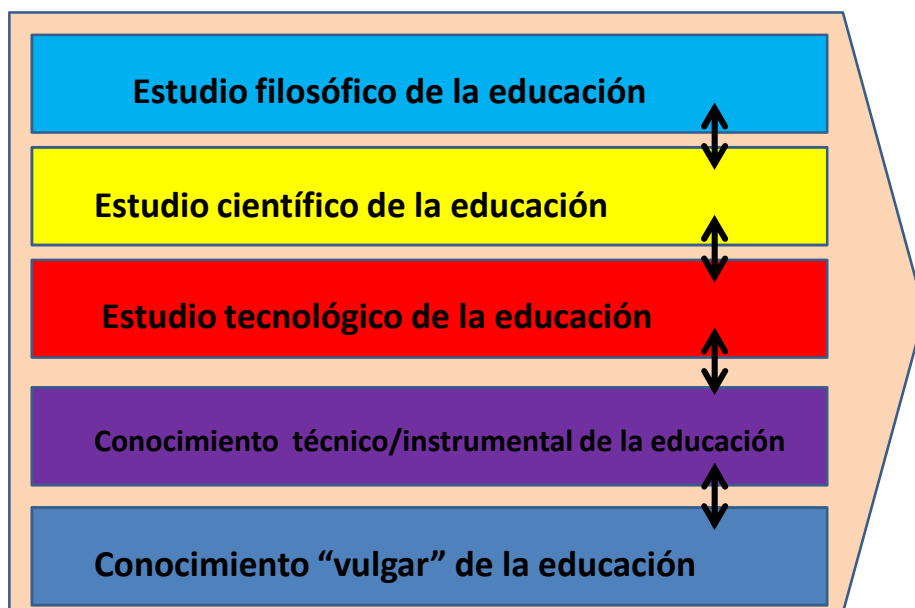 Estudio filosófico de la educación
Estudio científico de la educación
Estudio tecnológico de la educación
Conocimiento técnico/instrumental de la educación
Conocimiento “vulgar” de la educación